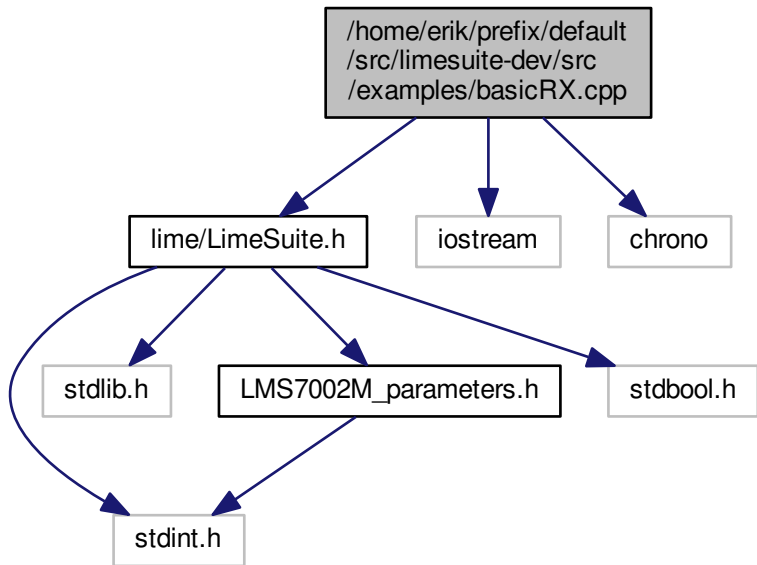 /home/erik/prefix/default
/src/limesuite-dev/src
/examples/basicRX.cpp
lime/LimeSuite.h
iostream
chrono
stdlib.h
LMS7002M_parameters.h
stdbool.h
stdint.h